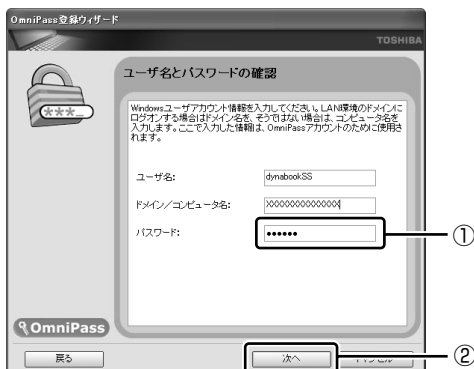 OmniPass登録ウィザード
TOSHIBA
ユーザ名とパスワードの確認
Windowsユーザアカウント情報を入力してください。LAN環境のドメインに
ログオンする場合はドメイン名を、そうではない場合は、コンピュータ名を
入力します。ここで入力した情報は、OmniPassアカウントのために使用さ
れます。
ユーザ名: dynabookSS
ドメイン/コンピュータ名: XXXXXXXXXXXXXX
パスワード: ●●●●●●
①
OmniPass
戻る 次へ キャンセル
②